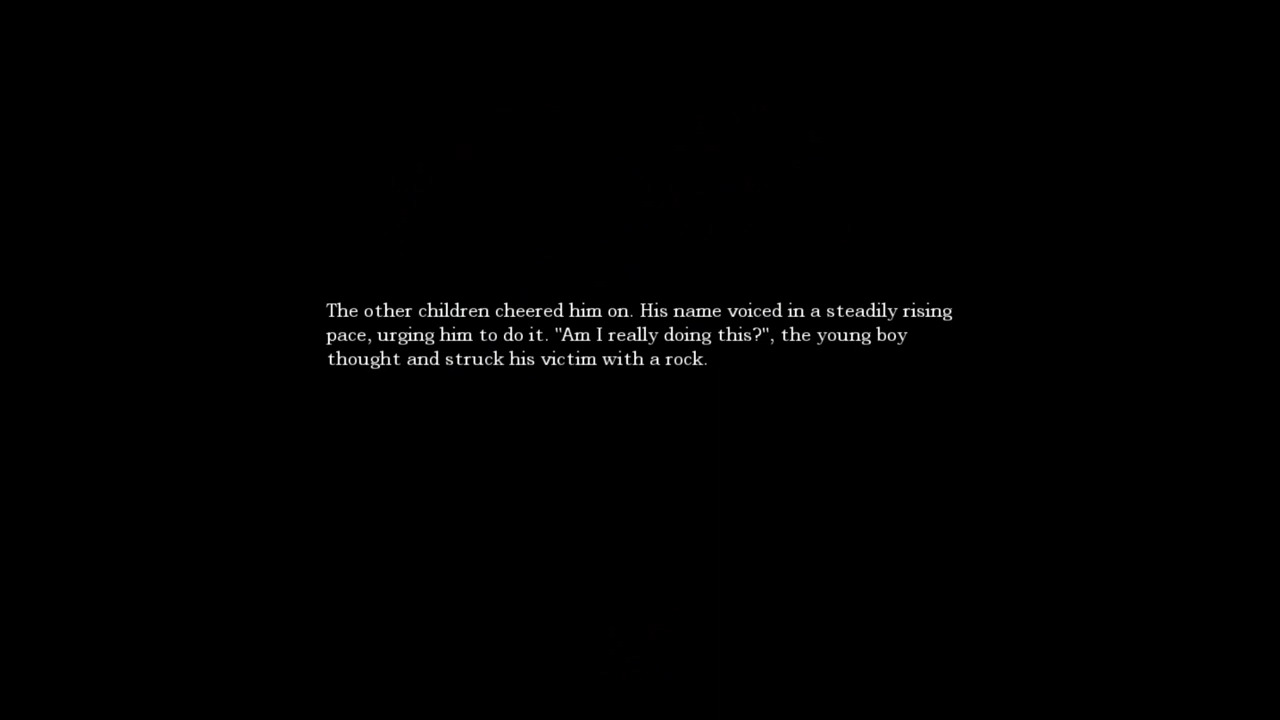 The other children cheered him on. His name voiced in a steadily rising
pace, urging him to do it. "Am I really doing this?", the young boy
thought and struck his victim with a rock.